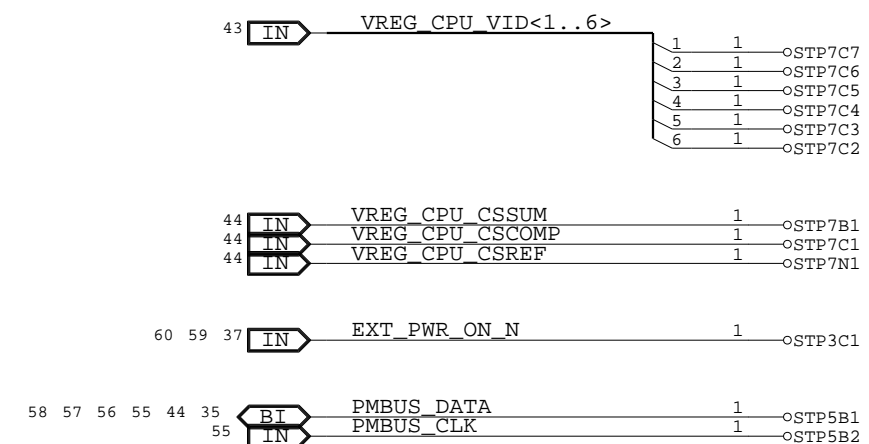 43 IN VREG_CPU_VID<1..6>
1 1 STP7C7
2 1 STP7C6
3 1 STP7C5
4 1 STP7C4
5 1 STP7C3
6 1 STP7C2
44 IN VREG_CPU_CSSUM 1 STP7B1
44 IN VREG_CPU_CSCOMP 1 STP7C1
44 IN VREG_CPU_CSREF 1 STP7N1
60 59 37 IN EXT_PWR_ON_N 1 STP3C1
58 57 56 55 44 35 BI PMBUS_DATA 1 STP5B1
55 IN PMBUS_CLK 1 STP5B2